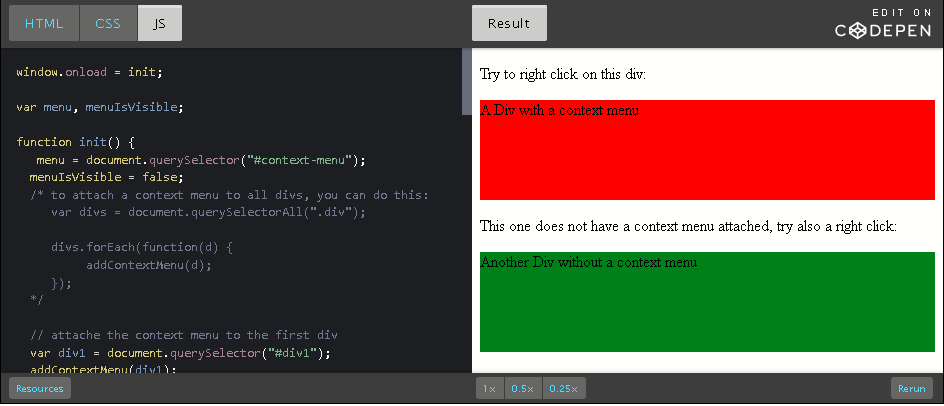 HTML CSS JS
window.onload = init;
var menu, menuIsVisible;
function init() {
menu = document.querySelector("#context-menu");
menuIsVisible = false;
/* to attach a context menu to all divs, you can do this:
var divs = document.querySelectorAll(".div");
divs.forEach(function(d) {
addContextMenu(d);
});
*/
// attache the context menu to the first div
var div1 = document.querySelector("#div1");
addContextMenu(div1);
Resources
Result
EDIT ON
CODEPEN
Try to right click on this div:
A Div with a context menu
This one does not have a context menu attached, try also a right click:
Another Div without a context menu
1× 0.5× 0.25×
Rerun